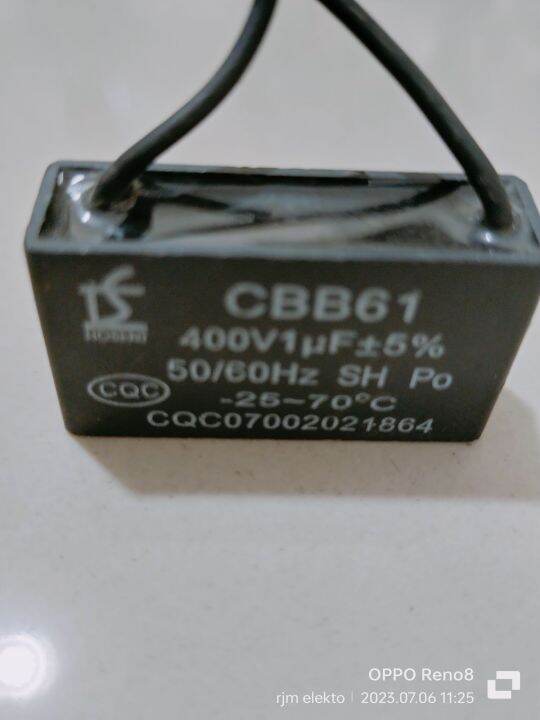 CBB61
400V1µF±5%
50/60Hz SH Po
CQC
-25~70°C
CQC07002021864
OPPO Reno8
rjm elekto | 2023.07.06 11:25